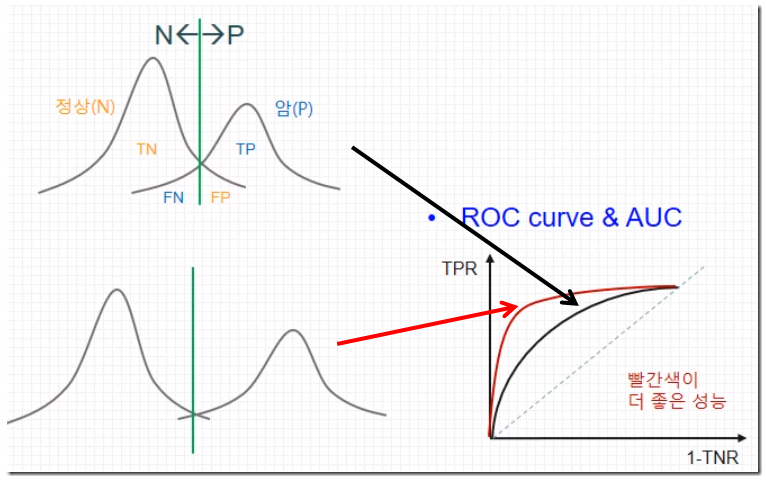 N←→P
정상(N)
암(P)
TN
TP
FN
FP
• ROC curve & AUC
TPR
빨간색이
더 좋은 성능
1-TNR